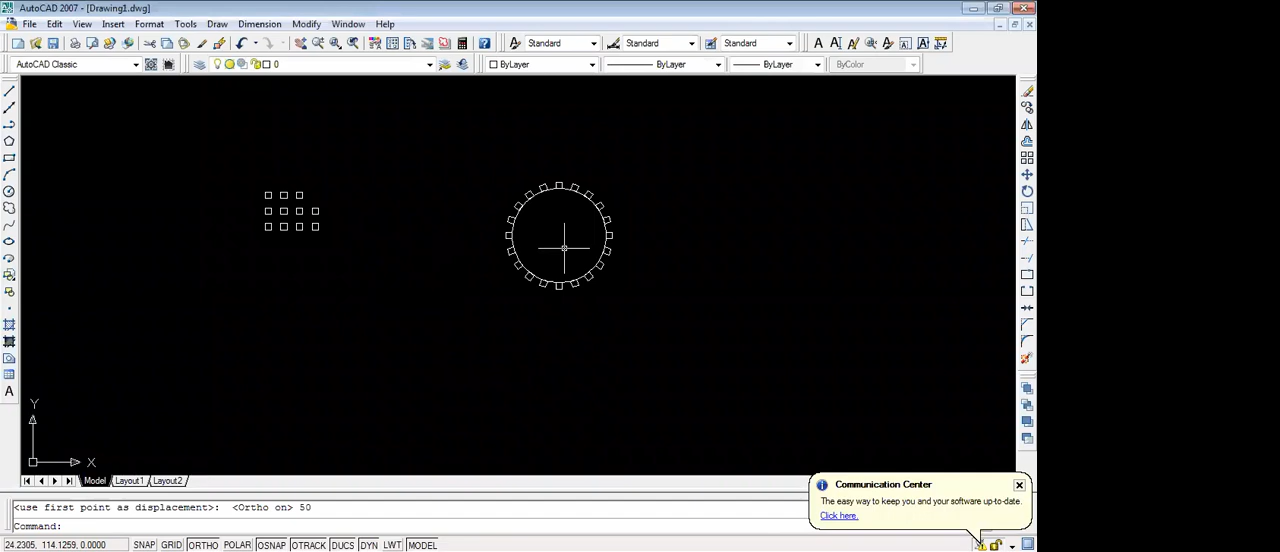 AutoCAD 2007 - [Drawing1.dwg]
File Edit View Insert Format Tools Draw Dimension Modify Window Help
Standard Standard Standard A
AutoCAD Classic 0 ByLayer ByLayer ByLayer ByColor
A
Y
X
Model Layout1 Layout2
<use first point as displacement>: <Ortho on> 50
Command:
Communication Center
The easy way to keep you and your software up-to-date.
Click here.
24.2305, 114.1259, 0.0000 SNAP GRID ORTHO POLAR OSNAP OTRACK DUCS DYN LWT MODEL